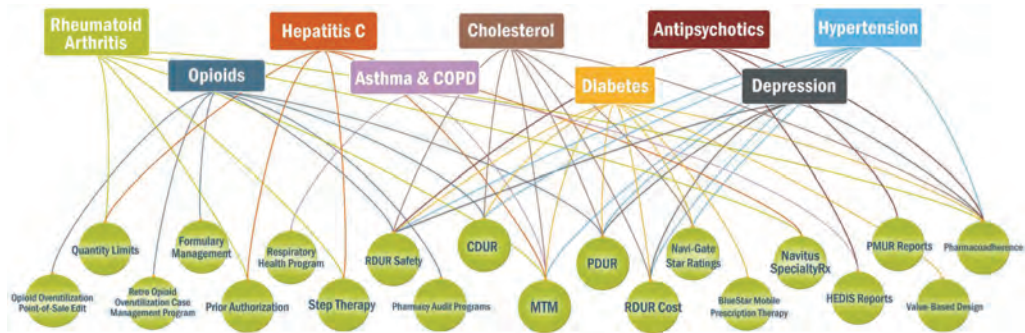 Rheumatoid
Arthritis
Hepatitis C
Cholesterol
Antipsychotics
Hypertension
Opioids
Asthma & COPD
Diabetes
Depression
Quantity Limits
Formulary
Management
Respiratory
Health Program
RDUR Safety
CDUR
PDUR
Navi-Gate
Star Ratings
Navitus
SpecialtyRx
PMUR Reports
Pharmacoadherence
Opioid Overutilization
Point-of-Sale Edit
Retro Opioid
Overutilization Case
Management Program
Prior Authorization
Step Therapy
Pharmacy Audit Programs
MTM
RDUR Cost
BlueStar Mobile
Prescription Therapy
HEDIS Reports
Value-Based Design